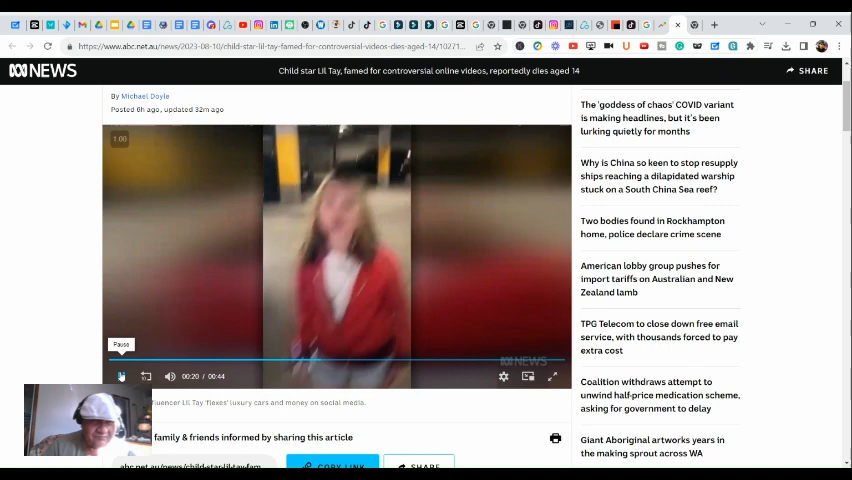 https://www.abc.net.au/news/2023-08-10/child-star-lil-tay-famed-for-controversial-videos-dies-aged-14/10271...
NEWS
Child star Lil Tay, famed for controversial online videos, reportedly dies aged 14
SHARE
By Michael Doyle
Posted 6h ago, updated 32m ago
1:00
Pause
NEWS
00:20 / 00:44
fluencer Lil Tay 'flexes' luxury cars and money on social media.
family & friends informed by sharing this article
abc.net.au/news/child-star-lil-tay-fam...
COPY LINK
SHARE
The 'goddess of chaos' COVID variant
is making headlines, but it's been
lurking quietly for months
Why is China so keen to stop resupply
ships reaching a dilapidated warship
stuck on a South China Sea reef?
Two bodies found in Rockhampton
home, police declare crime scene
American lobby group pushes for
import tariffs on Australian and New
Zealand lamb
TPG Telecom to close down free email
service, with thousands forced to pay
extra cost
Coalition withdraws attempt to
unwind half-price medication scheme,
asking for government to delay
Giant Aboriginal artworks years in
the making sprout across WA